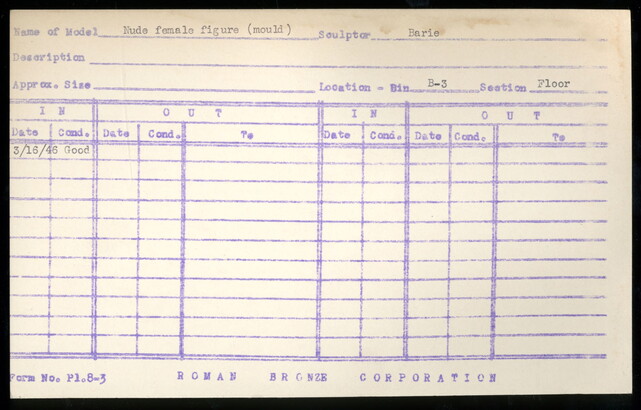 Name of Model Nude female figure (mould) Sculptor Barie
Description
Approx. Size Location - Bin B-3 Section Floor
IN OUT IN OUT
Date Cond. Date Cond. To Date Cond. Date Cond. To
3/16/46 Good
Form No. P1.8-3 ROMAN BRONZE CORPORATION